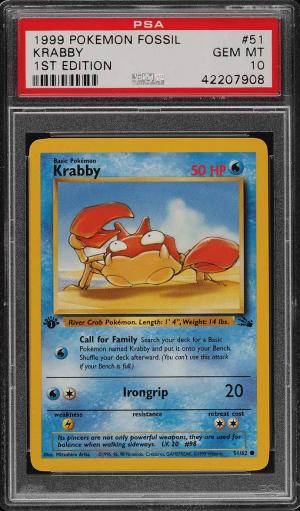 PSA
1999 POKEMON FOSSIL #51
KRABBY GEM MT
1ST EDITION 10
42207908
Basic Pokémon
Krabby 50 HP
River Crab Pokémon. Length: 1' 4", Weight: 14 lbs.
Call for Family Search your deck for a Basic
Pokémon named Krabby and put it onto your Bench.
Shuffle your deck afterward. (You can't use this attack
if your Bench is full.)
Irongrip 20
weakness resistance retreat cost
Its pincers are not only powerful weapons, they are used for
balance when walking sideways. LV. 20 #98
Illus. Mitsuhiro Arita
51/62